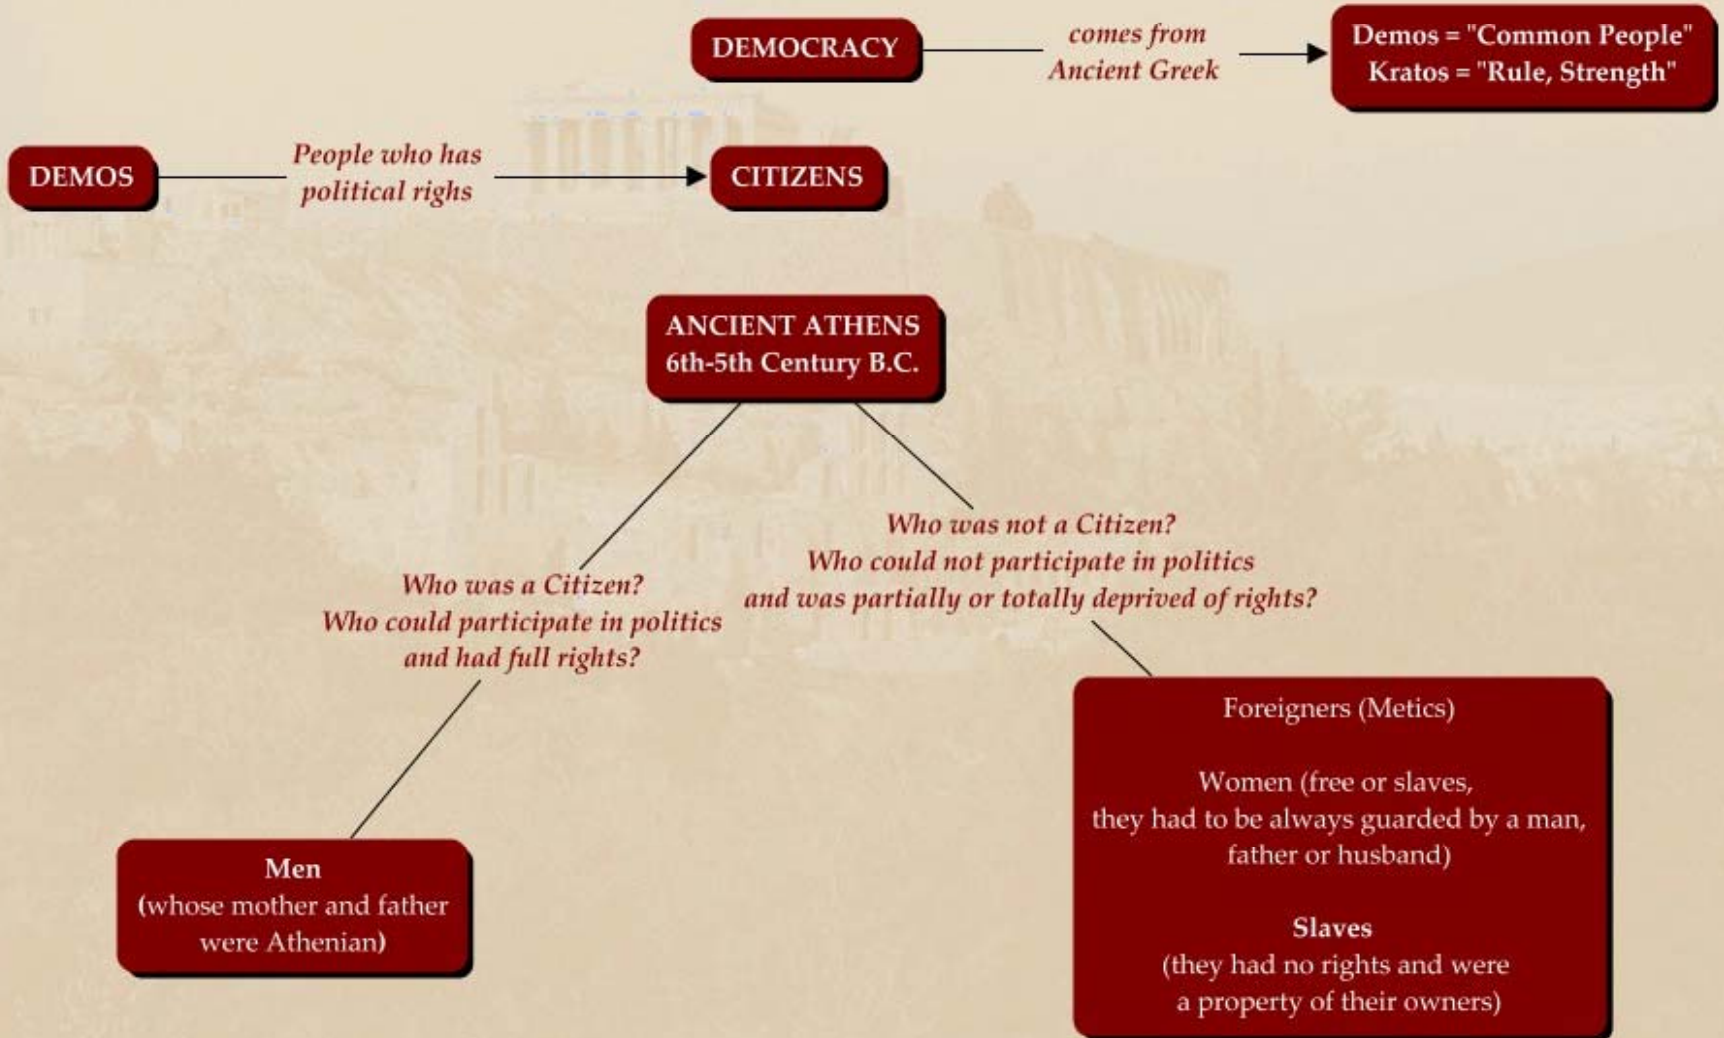 DEMOCRACY
comes from
Ancient Greek
Demos = "Common People"
Kratos = "Rule, Strength"
DEMOS
People who has
political righs
CITIZENS
ANCIENT ATHENS
6th-5th Century B.C.
Who was a Citizen?
Who could participate in politics
and had full rights?
Men
(whose mother and father
were Athenian)
Who was not a Citizen?
Who could not participate in politics
and was partially or totally deprived of rights?
Foreigners (Metics)
Women (free or slaves,
they had to be always guarded by a man,
father or husband)
Slaves
(they had no rights and were
a property of their owners)